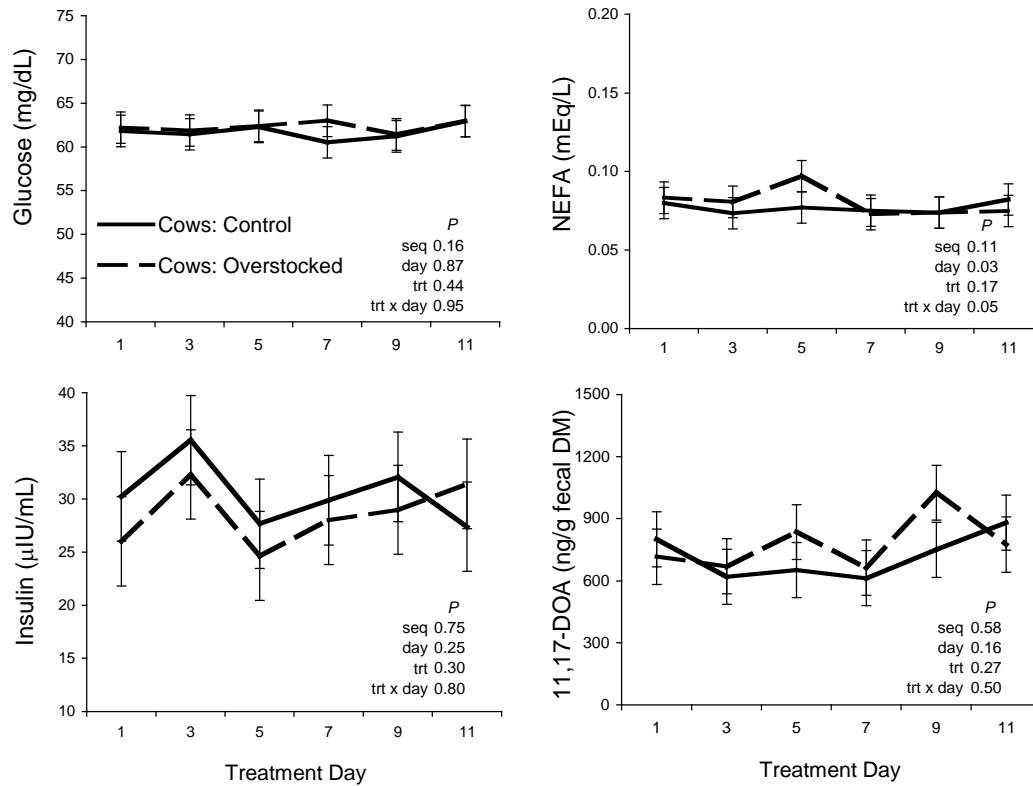 Glucose (mg/dL)
75
70
65
60
55
50
45
40
Cows: Control
Cows: Overstocked
P
seq 0.16
day 0.87
trt 0.44
trt x day 0.95
1 3 5 7 9 11
NEFA (mEq/L)
0.20
0.15
0.10
0.05
0.00
P
seq 0.11
day 0.03
trt 0.17
trt x day 0.05
1 3 5 7 9 11
Insulin (μIU/mL)
40
35
30
25
20
15
10
P
seq 0.75
day 0.25
trt 0.30
trt x day 0.80
1 3 5 7 9 11
Treatment Day
11,17-DOA (ng/g fecal DM)
1500
1200
900
600
300
0
P
seq 0.58
day 0.16
trt 0.27
trt x day 0.50
1 3 5 7 9 11
Treatment Day